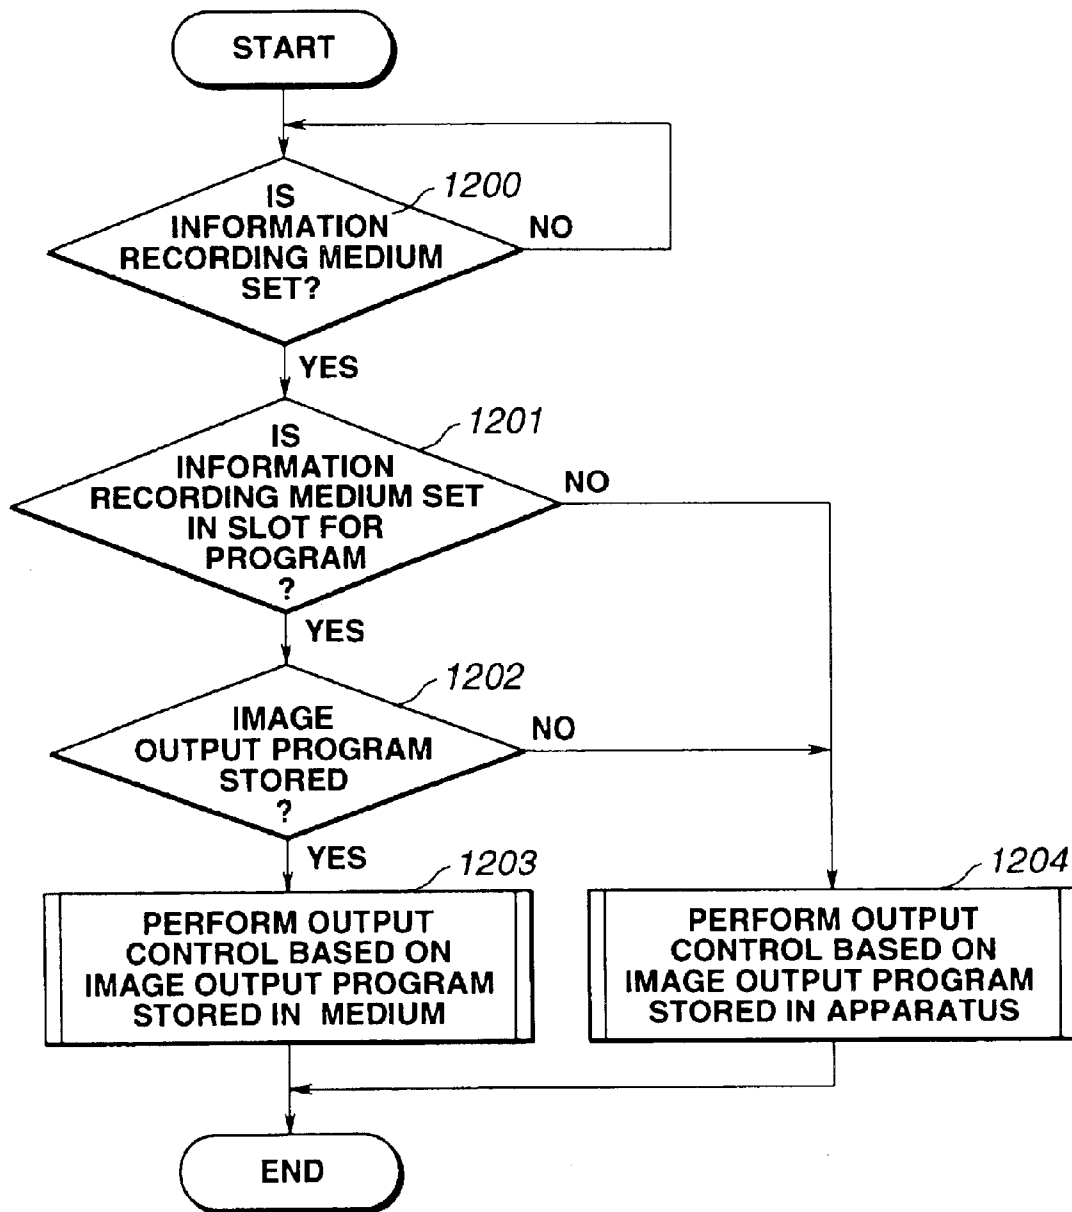 START
1200
IS
INFORMATION
RECORDING MEDIUM
SET?
NO
YES
1201
IS
INFORMATION
RECORDING MEDIUM SET
IN SLOT FOR
PROGRAM
?
NO
YES
1202
IMAGE
OUTPUT PROGRAM
STORED
?
NO
YES
1203
PERFORM OUTPUT
CONTROL BASED ON
IMAGE OUTPUT PROGRAM
STORED IN MEDIUM
1204
PERFORM OUTPUT
CONTROL BASED ON
IMAGE OUTPUT PROGRAM
STORED IN APPARATUS
END